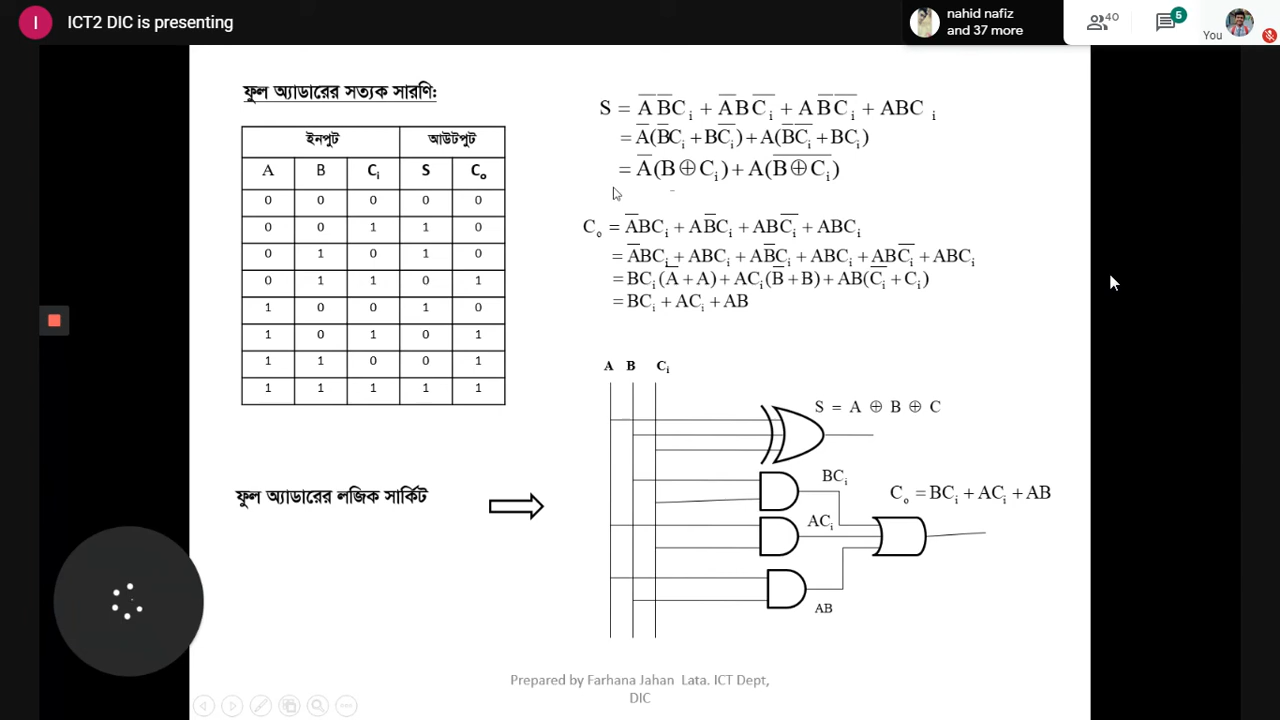 I ICT2 DIC is presenting
nahid nafiz
and 37 more
40
5
You
ফুল অ্যাডারের সত্যক সারণি:
ইনপুট আউটপুট
A B Cᵢ S Cₒ
0 0 0 0 0
0 0 1 1 0
0 1 0 1 0
0 1 1 0 1
1 0 0 1 0
1 0 1 0 1
1 1 0 0 1
1 1 1 1 1
S = A̅ B̅ Cᵢ + A̅ B C̅ᵢ + A B̅ C̅ᵢ + ABC ᵢ
= A̅(B̅Cᵢ + BC̅ᵢ) + A(B̅C̅ᵢ + BCᵢ)
= A̅(B ⊕ Cᵢ) + A(B̅ ̅⊕̅ ̅C̅ᵢ)
Cₒ = A̅BCᵢ + AB̅Cᵢ + ABC̅ᵢ + ABCᵢ
= A̅BCᵢ + ABCᵢ + AB̅Cᵢ + ABCᵢ + ABC̅ᵢ + ABCᵢ
= BCᵢ(A̅ + A) + ACᵢ(B̅ + B) + AB(C̅ᵢ + Cᵢ)
= BCᵢ + ACᵢ + AB
A B Cᵢ
S = A ⊕ B ⊕ C
BCᵢ
Cₒ = BCᵢ + ACᵢ + AB
ফুল অ্যাডারের লজিক সার্কিট
ACᵢ
AB
Prepared by Farhana Jahan Lata. ICT Dept,
DIC